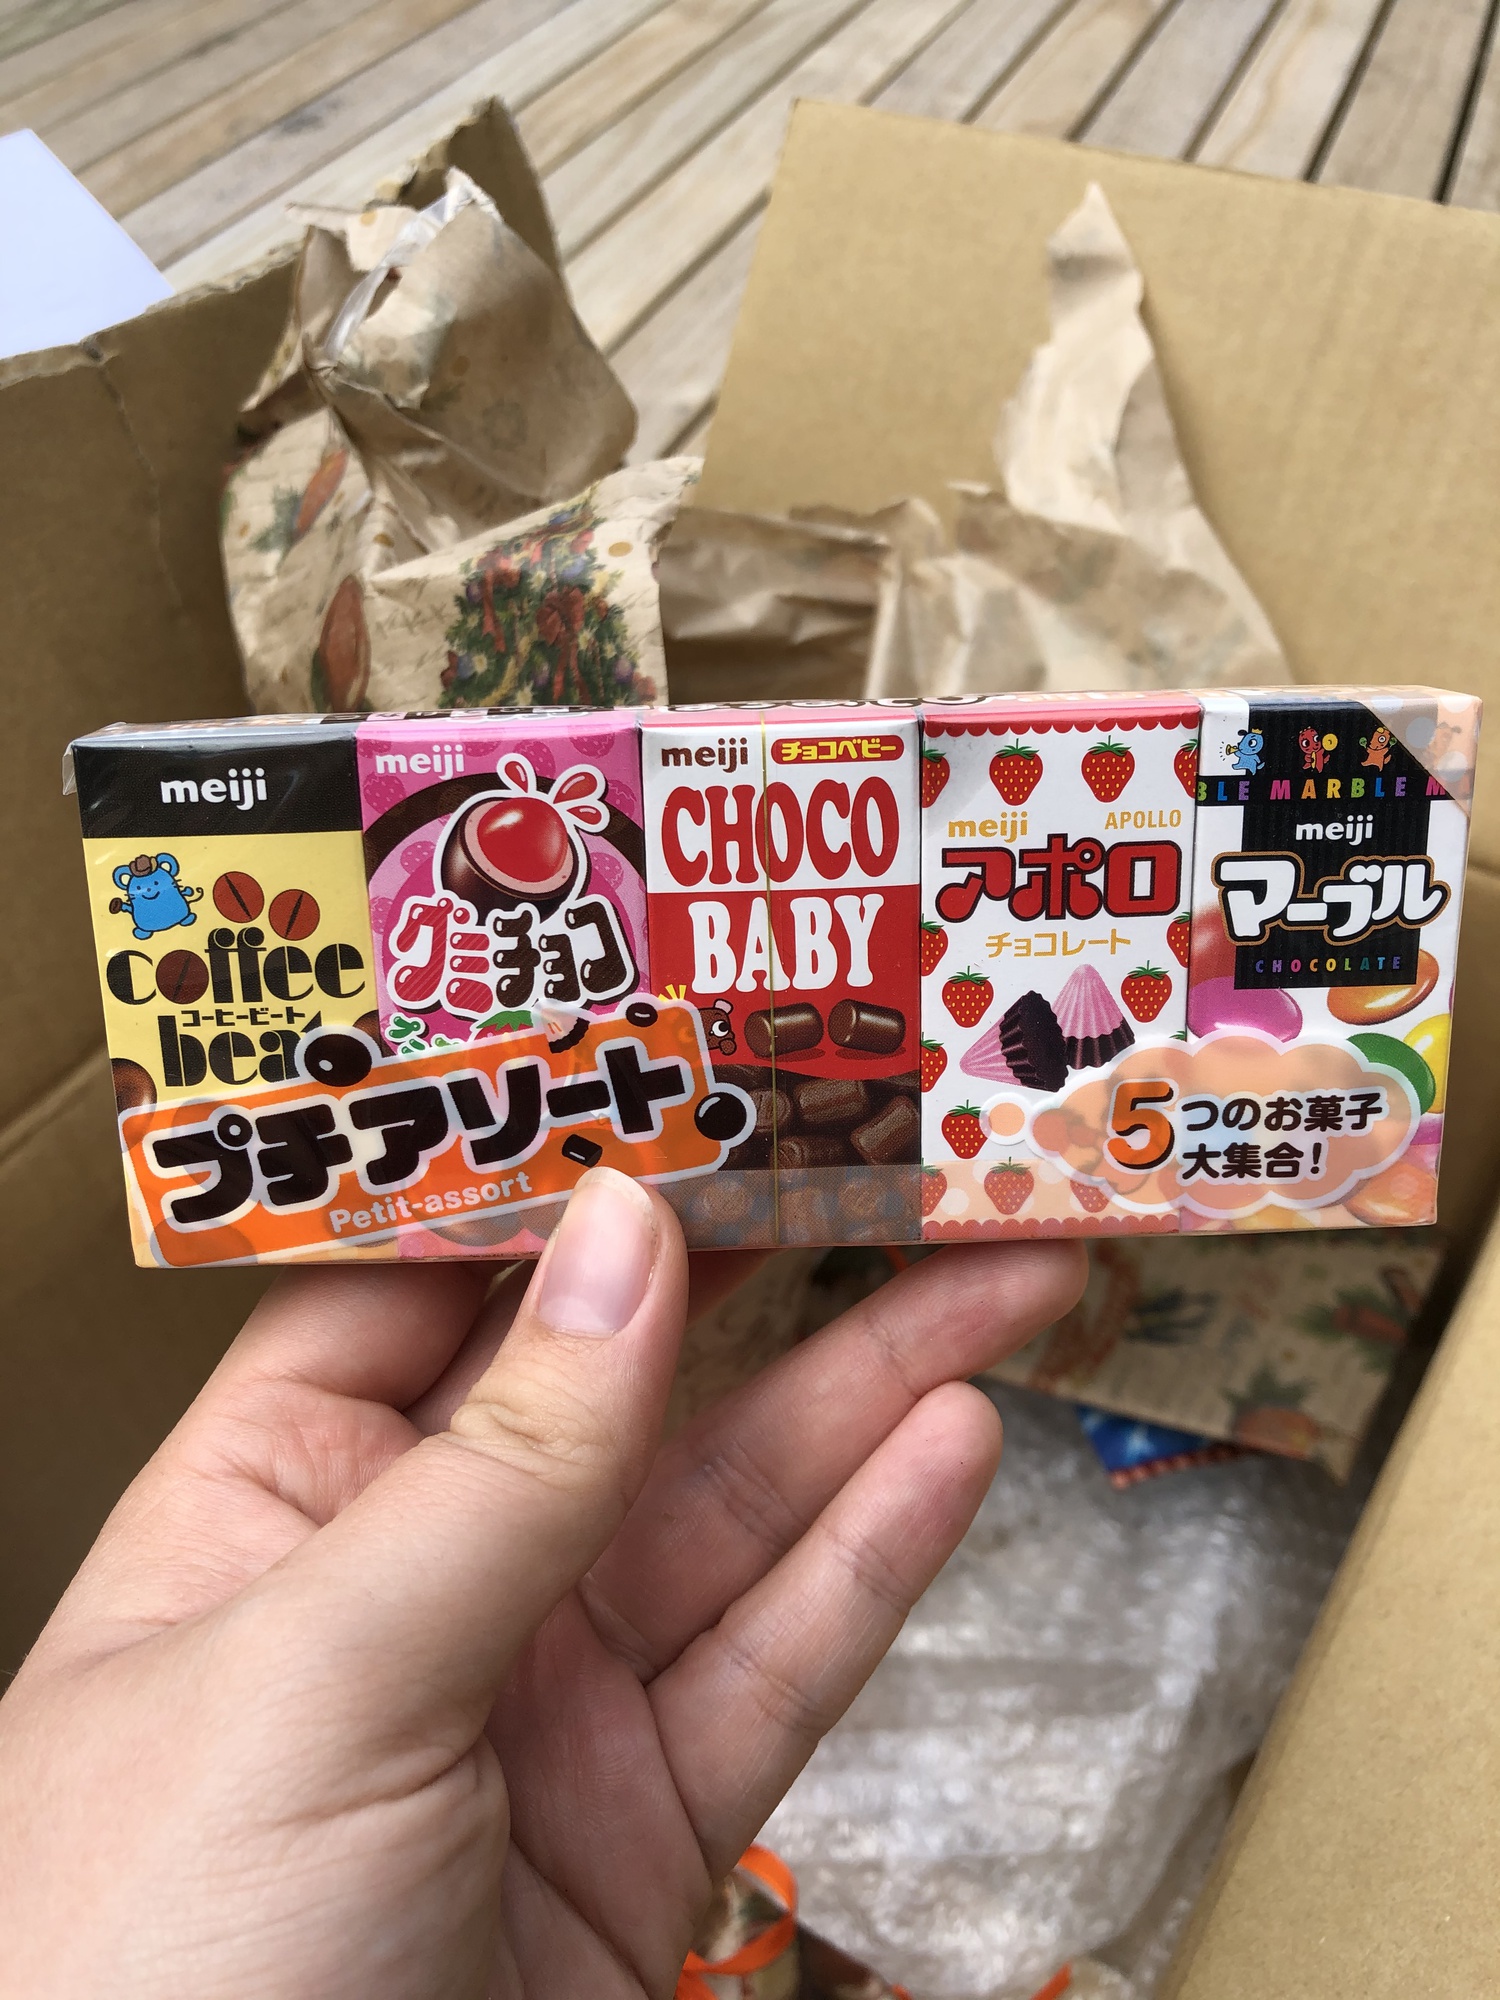 meiji
coffee
コーヒービート
bea
meiji
グミチョコ
meiji チョコベビー
CHOCO
BABY
meiji APOLLO
アポロ
チョコレート
BLE MARBLE M
meiji
マーブル
CHOCOLATE
プチアソート
Petit-assort
5つのお菓子
大集合!